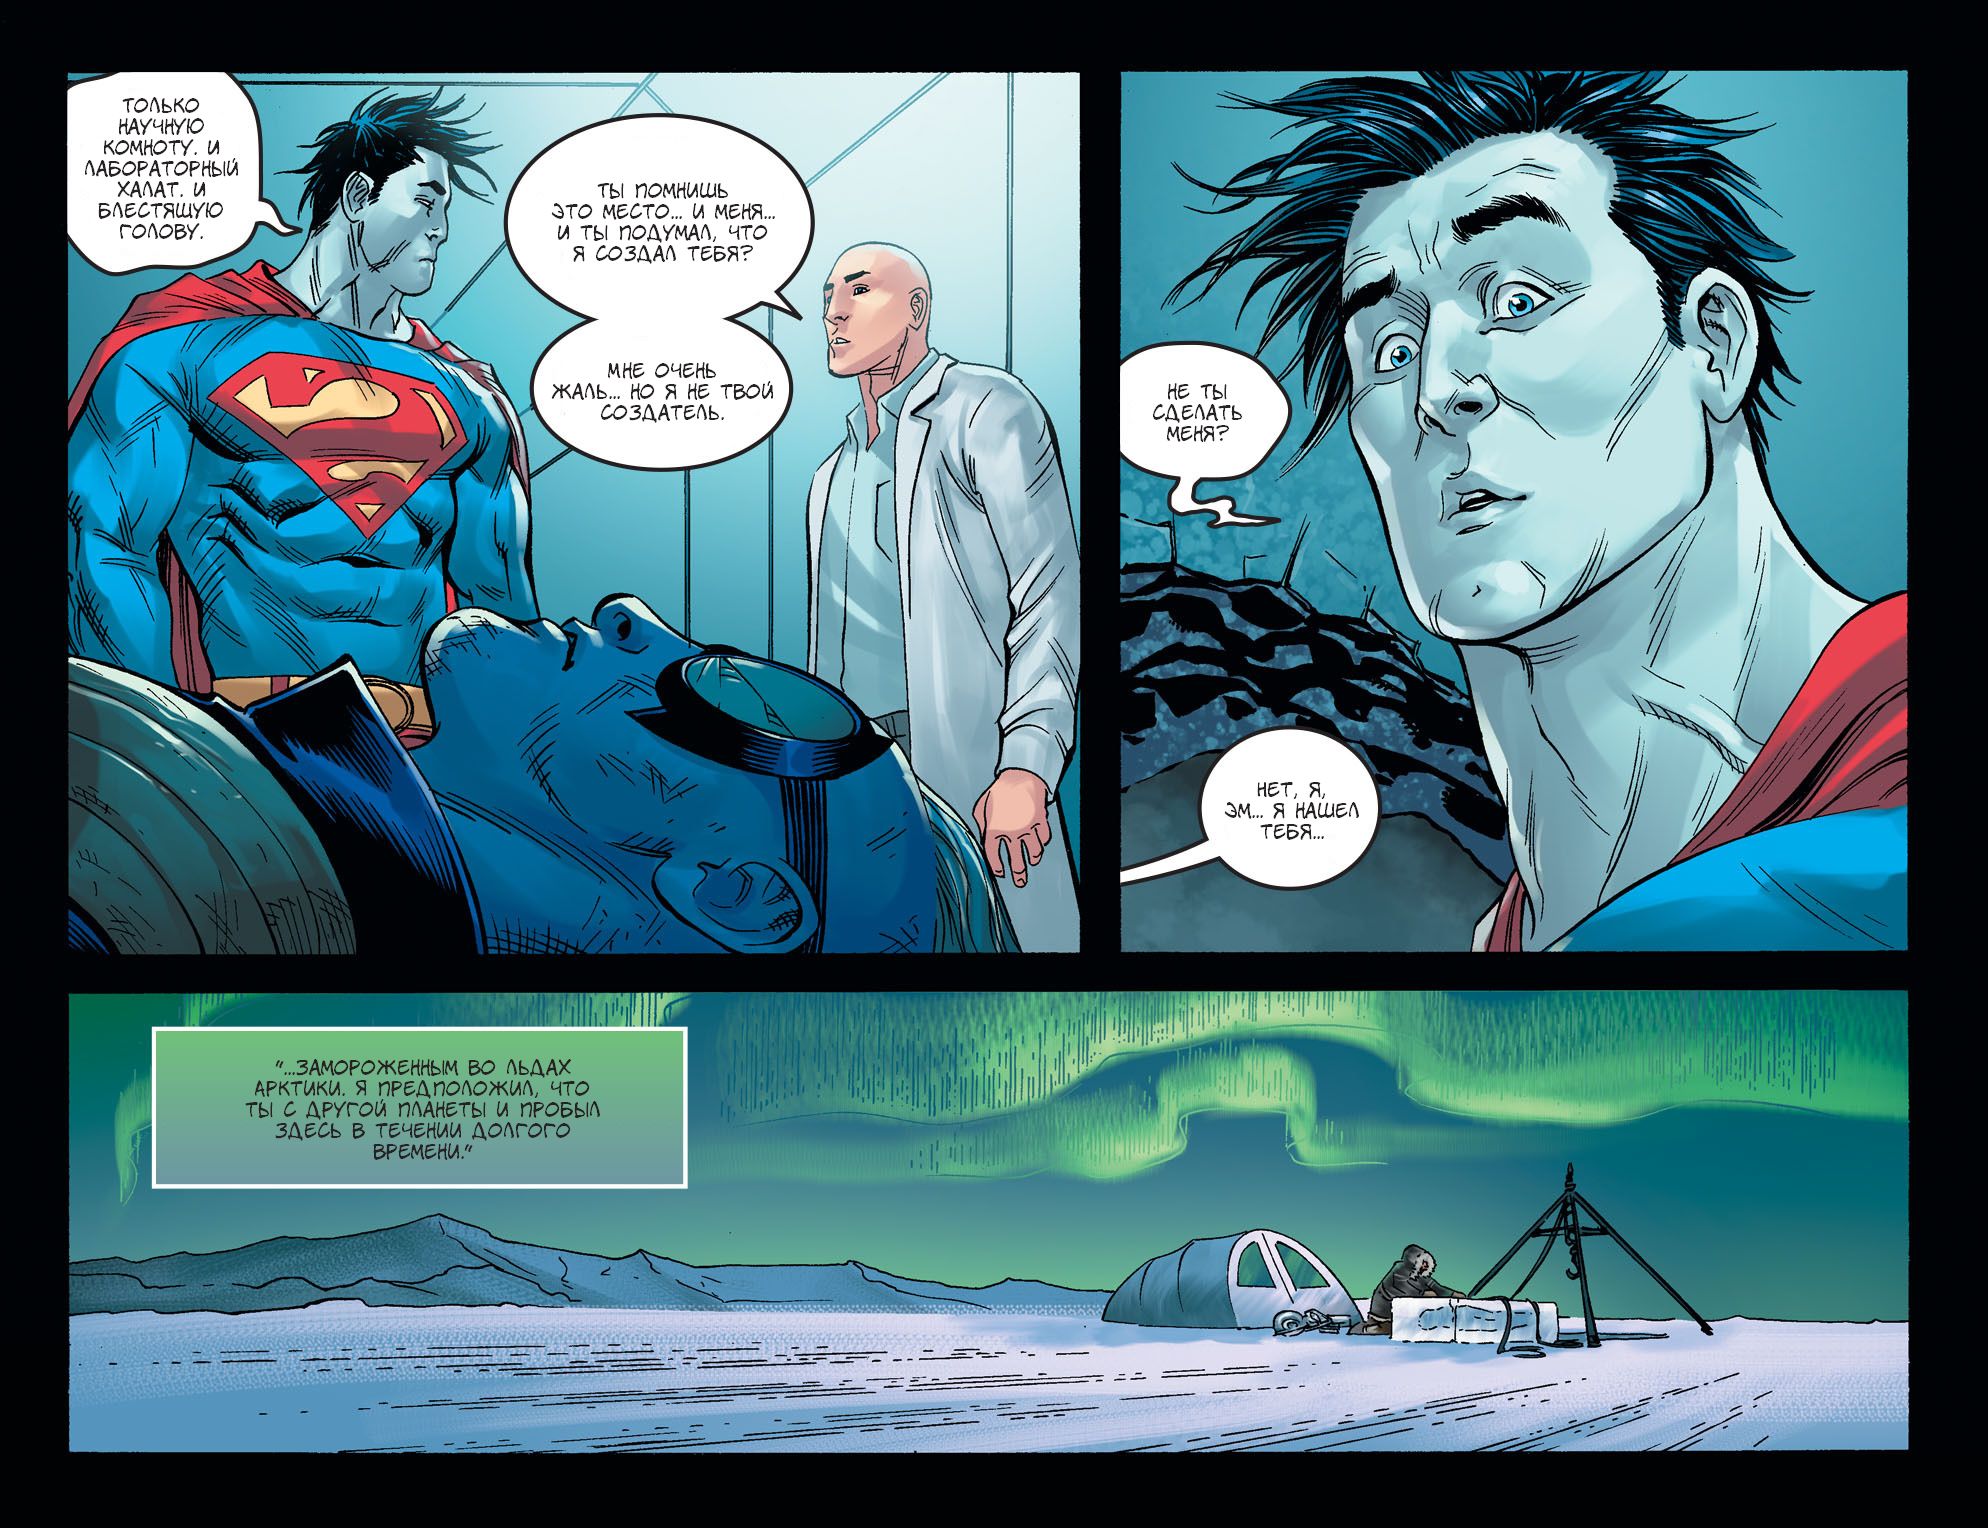 ТОЛЬКО
НАУЧНУЮ
КОМНОТУ. И
ЛАБОРАТОРНЫЙ
ХАЛАТ. И
БЛЕСТЯЩУЮ
ГОЛОВУ.
ТЫ ПОМНИШЬ
ЭТО МЕСТО... И МЕНЯ...
И ТЫ ПОДУМАЛ, ЧТО
Я СОЗДАЛ ТЕБЯ?
МНЕ ОЧЕНЬ
ЖАЛЬ... НО Я НЕ ТВОЙ
СОЗДАТЕЛЬ.
НЕ ТЫ
СДЕЛАТЬ
МЕНЯ?
НЕТ, Я,
ЭМ... Я НАШЕЛ
ТЕБЯ...
"...ЗАМОРОЖЕННЫМ ВО ЛЬДАХ
АРКТИКИ. Я ПРЕДПОЛОЖИЛ, ЧТО
ТЫ С ДРУГОЙ ПЛАНЕТЫ И ПРОБЫЛ
ЗДЕСЬ В ТЕЧЕНИИ ДОЛГОГО
ВРЕМЕНИ."